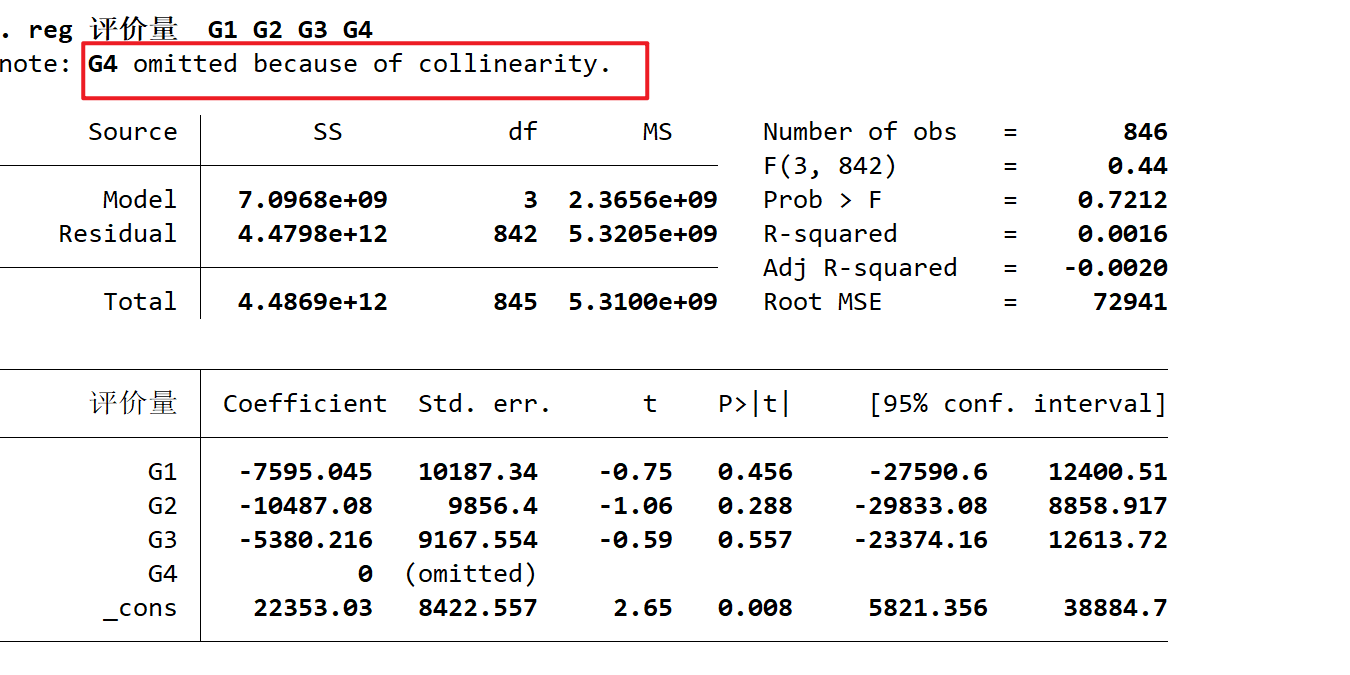 . reg 评价量 G1 G2 G3 G4
note: G4 omitted because of collinearity.
Source SS df MS Number of obs = 846
F(3, 842) = 0.44
Model 7.0968e+09 3 2.3656e+09 Prob > F = 0.7212
Residual 4.4798e+12 842 5.3205e+09 R-squared = 0.0016
Adj R-squared = -0.0020
Total 4.4869e+12 845 5.3100e+09 Root MSE = 72941
评价量 Coefficient Std. err. t P>|t| [95% conf. interval]
G1 -7595.045 10187.34 -0.75 0.456 -27590.6 12400.51
G2 -10487.08 9856.4 -1.06 0.288 -29833.08 8858.917
G3 -5380.216 9167.554 -0.59 0.557 -23374.16 12613.72
G4 0 (omitted)
_cons 22353.03 8422.557 2.65 0.008 5821.356 38884.7